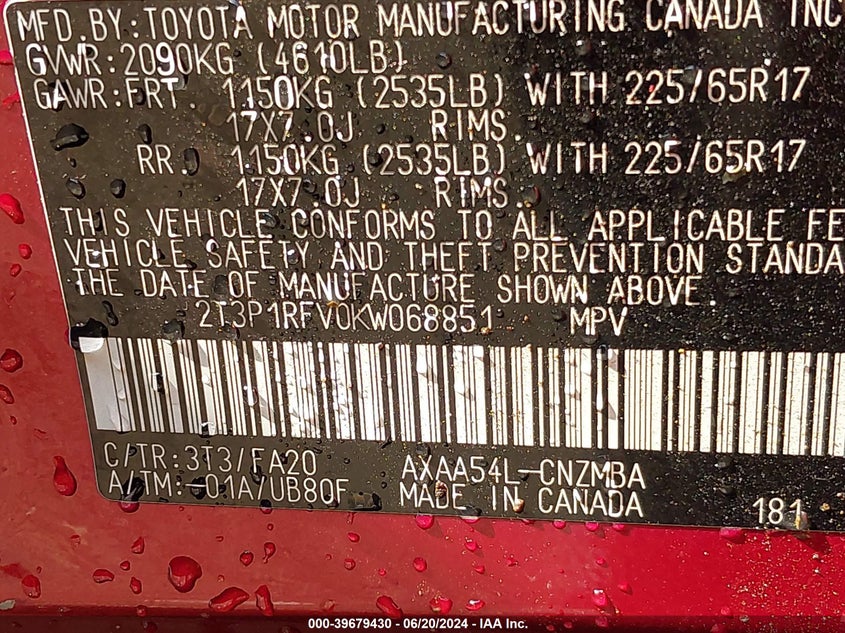 MFD. BY: TOYOTA MOTOR MANUFACTURING CANADA INC
GVWR: 2090KG (4610LB)
GAWR: FRT. 1150KG (2535LB) WITH 225/65R17
17X7.0J RIMS.
RR. 1150KG (2535LB) WITH 225/65R17
17X7.0J RIMS.
THIS VEHICLE CONFORMS TO ALL APPLICABLE FE
VEHICLE SAFETY AND THEFT PREVENTION STANDA
THE DATE OF MANUFACTURE SHOWN ABOVE.
2T3P1RFV0KW068851 MPV
C/TR: 3T3/FA20 AXAA54L-CNZMBA
A/TM: -01A/UB80F MADE IN CANADA 181
000-39679430 - 06/20/2024 - IAA Inc.